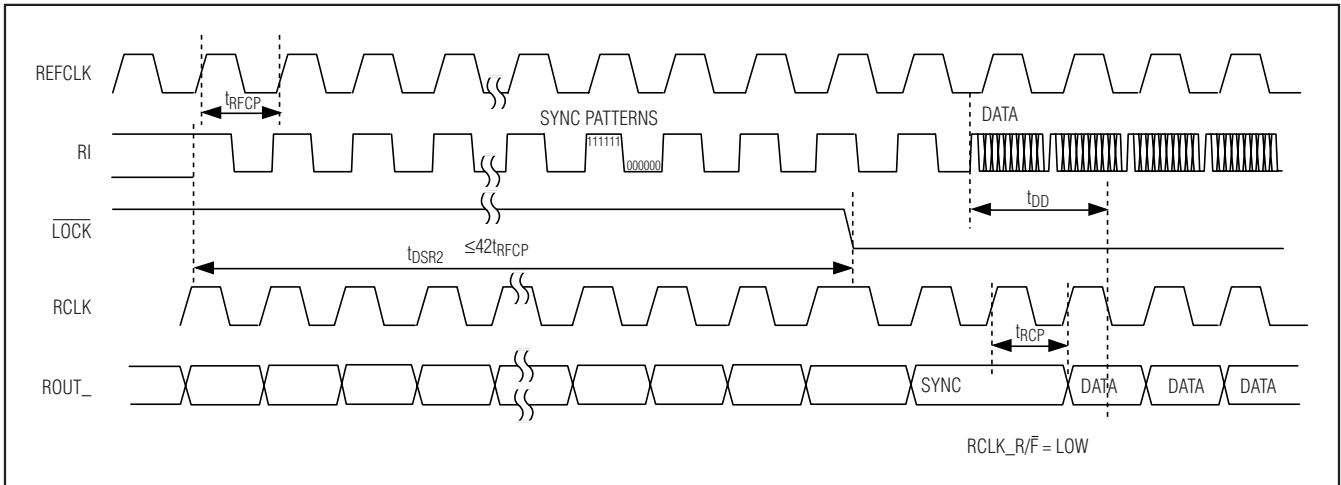 REFCLK
tRFCP
SYNC PATTERNS
DATA
RI
111111
000000
tDD
LOCK
tDSR2 ≤42tRFCP
RCLK
tRCP
ROUT_
SYNC
DATA
DATA
DATA
RCLK_R/F̅ = LOW